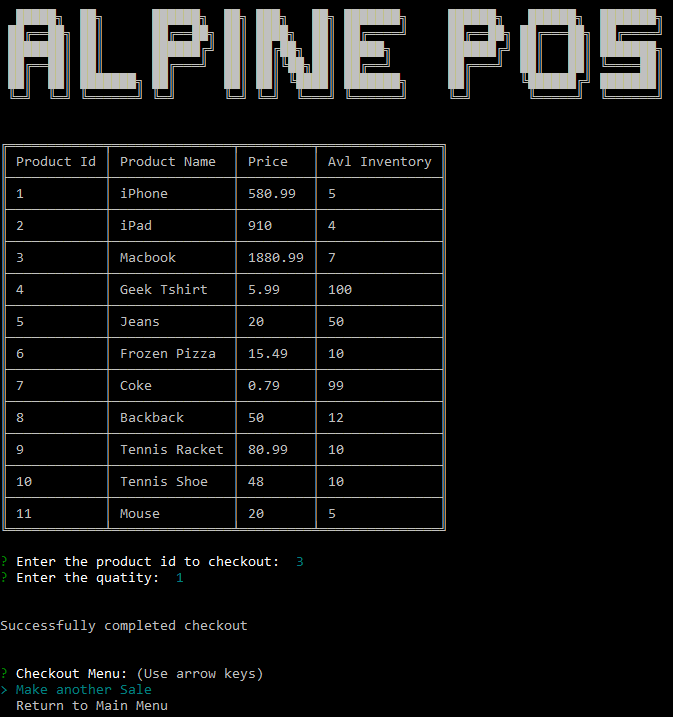 ALPINE POS
Product Id Product Name Price Avl Inventory
1 iPhone 580.99 5
2 iPad 910 4
3 Macbook 1880.99 7
4 Geek Tshirt 5.99 100
5 Jeans 20 50
6 Frozen Pizza 15.49 10
7 Coke 0.79 99
8 Backback 50 12
9 Tennis Racket 80.99 10
10 Tennis Shoe 48 10
11 Mouse 20 5
? Enter the product id to checkout: 3
? Enter the quatity: 1
Successfully completed checkout
? Checkout Menu: (Use arrow keys)
> Make another Sale
Return to Main Menu